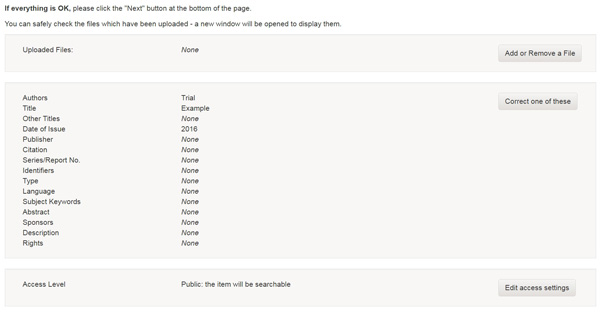 If everything is OK, please click the "Next" button at the bottom of the page.
You can safely check the files which have been uploaded - a new window will be opened to display them.
Uploaded Files: None Add or Remove a File
Authors Trial Correct one of these
Title Example
Other Titles None
Date of Issue 2016
Publisher None
Citation None
Series/Report No. None
Identifiers None
Type None
Language None
Subject Keywords None
Abstract None
Sponsors None
Description None
Rights None
Access Level Public: the item will be searchable Edit access settings